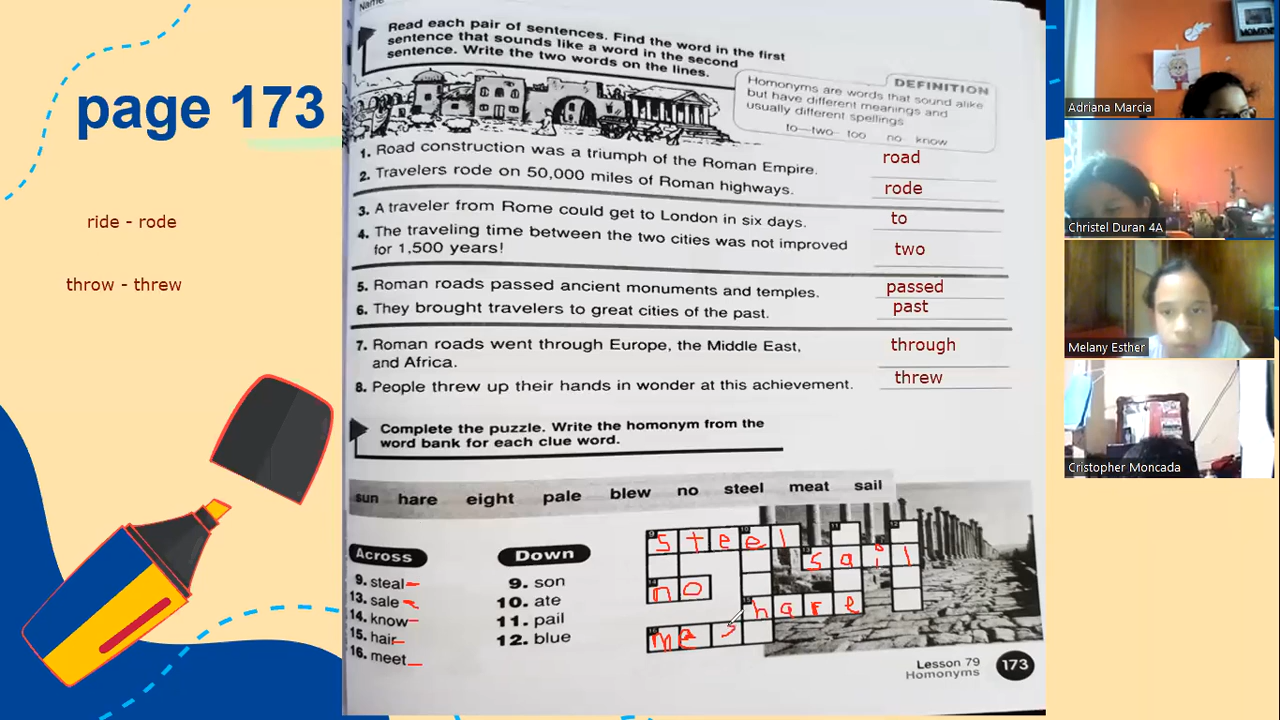 page 173
ride - rode
throw - threw
Name
Read each pair of sentences. Find the word in the first
sentence that sounds like a word in the second
sentence. Write the two words on the lines.
DEFINITION
Homonyms are words that sound alike
but have different meanings and
usually different spellings
to—two—too no know
1. Road construction was a triumph of the Roman Empire. road
2. Travelers rode on 50,000 miles of Roman highways. rode
3. A traveler from Rome could get to London in six days. to
4. The traveling time between the two cities was not improved
for 1,500 years! two
5. Roman roads passed ancient monuments and temples. passed
6. They brought travelers to great cities of the past. past
7. Roman roads went through Europe, the Middle East,
and Africa. through
8. People threw up their hands in wonder at this achievement. threw
Complete the puzzle. Write the homonym from the
word bank for each clue word.
sun hare eight pale blew no steel meat sail
Across
9. steal
13. sale
14. know
15. hair
16. meet
Down
9. son
10. ate
11. pail
12. blue
steel
sail
no
hare
me
Lesson 79
Homonyms
173
Adriana Marcia
Christel Duran 4A
Melany Esther
Cristopher Moncada